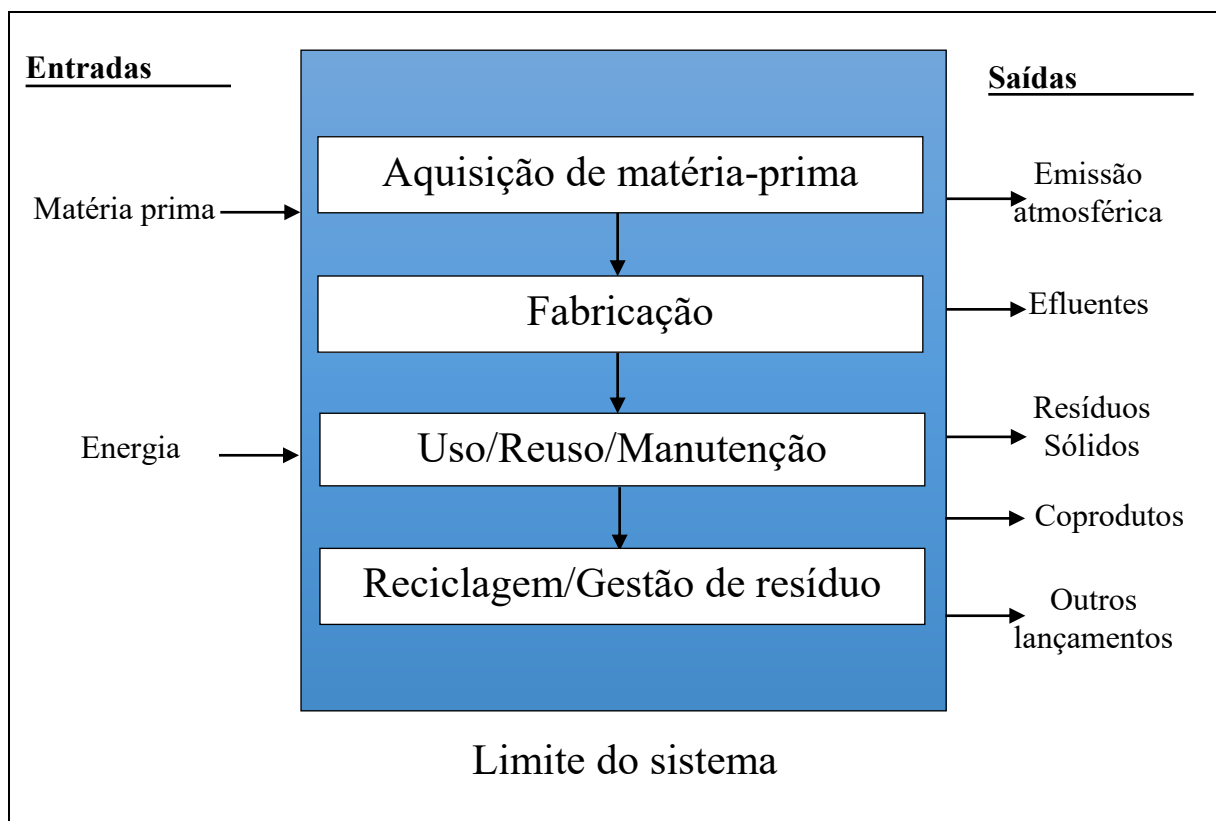 Entradas
Saídas
Aquisição de matéria-prima
Matéria prima
Emissão
atmosférica
Fabricação
Efluentes
Uso/Reuso/Manutenção
Energia
Resíduos
Sólidos
Coprodutos
Reciclagem/Gestão de resíduo
Outros
lançamentos
Limite do sistema